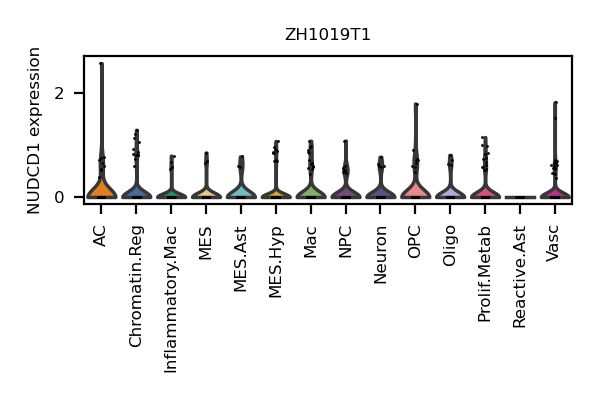 ZH1019T1
NUDCD1 expression
2
0
AC
Chromatin.Reg
Inflammatory.Mac
MES
MES.Ast
MES.Hyp
Mac
NPC
Neuron
OPC
Oligo
Prolif.Metab
Reactive.Ast
Vasc